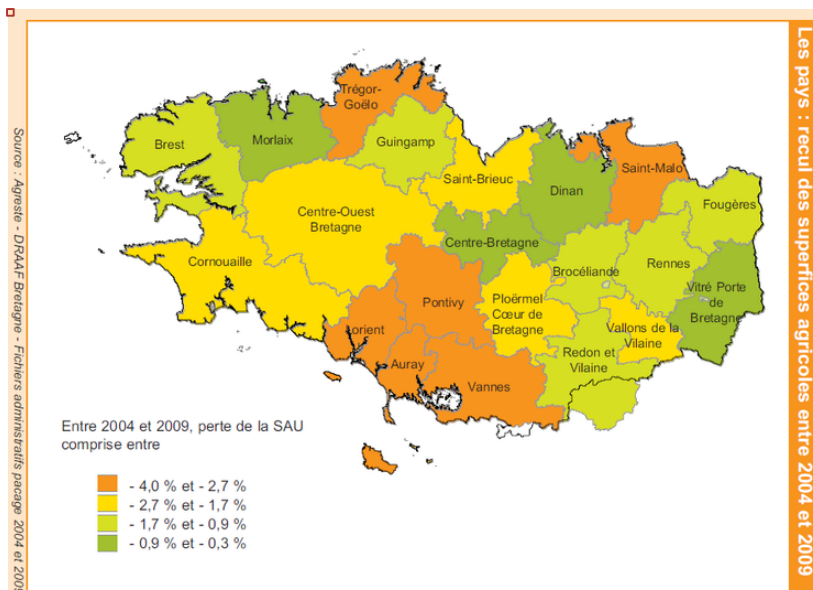 Les pays : recul des superfices agricoles entre 2004 et 2009
Trégor-
Goëlo
Brest
Morlaix
Guingamp
Saint-Malo
Saint-Brieuc
Dinan
Fougères
Centre-Ouest
Bretagne
Centre-Bretagne
Cornouaille
Brocéliande
Rennes
Vitré Porte
de
Bretagne
Pontivy
Ploërmel
Cœur de
Bretagne
Lorient
Vallons de la
Vilaine
Redon et
Vilaine
Auray
Vannes
Entre 2004 et 2009, perte de la SAU
comprise entre
- 4,0 % et - 2,7 %
- 2,7 % et - 1,7 %
- 1,7 % et - 0,9 %
- 0,9 % et - 0,3 %
Source : Agreste - DRAAF Bretagne - Fichiers administratifs pacage 2004 et 2009